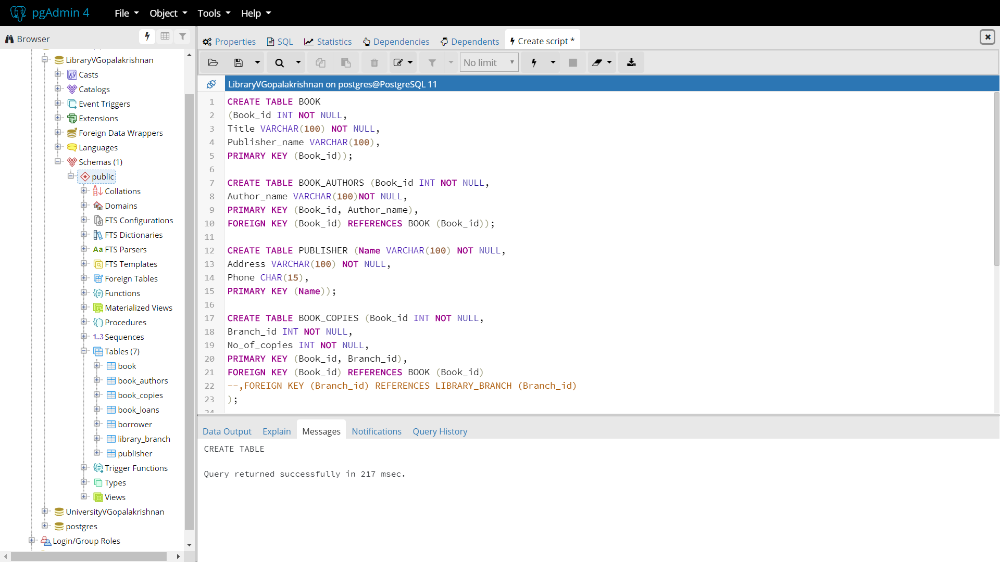 pgAdmin 4
File Object Tools Help
Browser
LibraryVGopalakrishnan
Casts
Catalogs
Event Triggers
Extensions
Foreign Data Wrappers
Languages
Schemas (1)
public
Collations
Domains
FTS Configurations
FTS Dictionaries
Aa FTS Parsers
FTS Templates
Foreign Tables
Functions
Materialized Views
Procedures
1..3 Sequences
Tables (7)
book
book_authors
book_copies
book_loans
borrower
library_branch
publisher
Trigger Functions
Types
Views
UniversityVGopalakrishnan
postgres
Login/Group Roles
Properties SQL Statistics Dependencies Dependents Create script *
No limit
LibraryVGopalakrishnan on postgres@PostgreSQL 11
1 CREATE TABLE BOOK
2 (Book_id INT NOT NULL,
3 Title VARCHAR(100) NOT NULL,
4 Publisher_name VARCHAR(100),
5 PRIMARY KEY (Book_id));
6
7 CREATE TABLE BOOK_AUTHORS (Book_id INT NOT NULL,
8 Author_name VARCHAR(100)NOT NULL,
9 PRIMARY KEY (Book_id, Author_name),
10 FOREIGN KEY (Book_id) REFERENCES BOOK (Book_id));
11
12 CREATE TABLE PUBLISHER (Name VARCHAR(100) NOT NULL,
13 Address VARCHAR(100) NOT NULL,
14 Phone CHAR(15),
15 PRIMARY KEY (Name));
16
17 CREATE TABLE BOOK_COPIES (Book_id INT NOT NULL,
18 Branch_id INT NOT NULL,
19 No_of_copies INT NOT NULL,
20 PRIMARY KEY (Book_id, Branch_id),
21 FOREIGN KEY (Book_id) REFERENCES BOOK (Book_id)
22 --,FOREIGN KEY (Branch_id) REFERENCES LIBRARY_BRANCH (Branch_id)
23 );
24
Data Output Explain Messages Notifications Query History
CREATE TABLE
Query returned successfully in 217 msec.